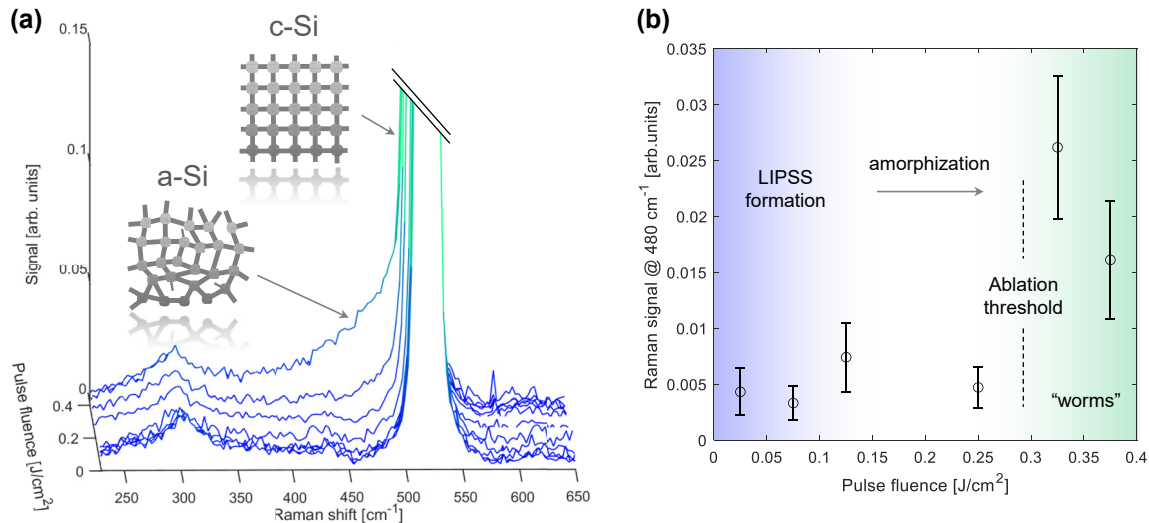 (a)
0.15
c-Si
0.1
a-Si
Signal [arb. units]
0.05
0
Pulse fluence [J/cm²]
0.4
0.2
0
250
300
350
400
450
500
550
600
650
Raman shift [cm⁻¹]
(b)
0.035
0.03
0.025
0.02
0.015
0.01
0.005
0
Raman signal @ 480 cm⁻¹ [arb.units]
LIPSS
formation
amorphization
Ablation
threshold
“worms”
0
0.05
0.1
0.15
0.2
0.25
0.3
0.35
0.4
Pulse fluence [J/cm²]